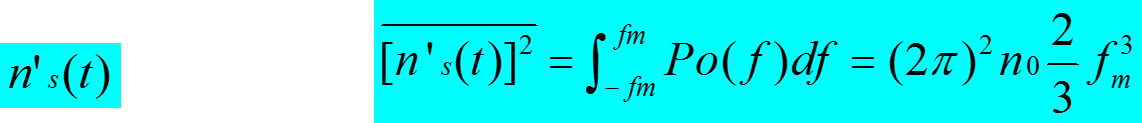 n's(t)
[n's(t)]² = ∫_{-fm}^{fm} Po(f)df = (2π)² n₀ 2/3 f_m³